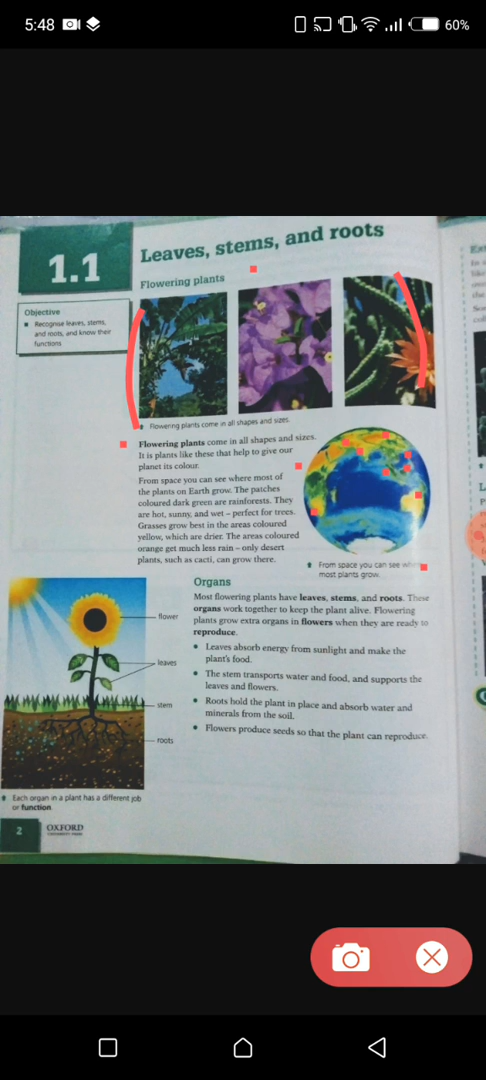 5:48
60%
1.1
Leaves, stems, and roots
Flowering plants
Objective
Recognise leaves, stems,
and roots, and know their
functions
Flowering plants come in all shapes and sizes.
Flowering plants come in all shapes and sizes.
It is plants like these that help to give our
planet its colour.
From space you can see where most of
the plants on Earth grow. The patches
coloured dark green are rainforests. They
are hot, sunny, and wet – perfect for trees.
Grasses grow best in the areas coloured
yellow, which are drier. The areas coloured
orange get much less rain – only desert
plants, such as cacti, can grow there.
From space you can see where
most plants grow.
Organs
Most flowering plants have leaves, stems, and roots. These
organs work together to keep the plant alive. Flowering
plants grow extra organs in flowers when they are ready to
reproduce.
• Leaves absorb energy from sunlight and make the
plant's food.
• The stem transports water and food, and supports the
leaves and flowers.
• Roots hold the plant in place and absorb water and
minerals from the soil.
• Flowers produce seeds so that the plant can reproduce.
flower
leaves
stem
roots
Each organ in a plant has a different job
or function
2
OXFORD
UNIVERSITY PRESS